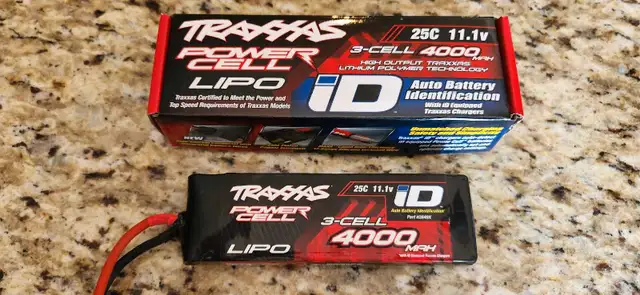 TRAXXAS
POWER
CELL
LIPO
Traxxas Certified to Meet the Power and
Top Speed Requirements of Traxxas Models
25C 11.1v
3-CELL 4000 MAH
HIGH OUTPUT TRAXXAS
LITHIUM POLYMER TECHNOLOGY
iD
Auto Battery
Identification
With iD Equipped
Traxxas Chargers
TRAXXAS
POWER
CELL
LIPO
25C 11.1v
3-CELL
4000
MAH
iD
Auto Battery Identification